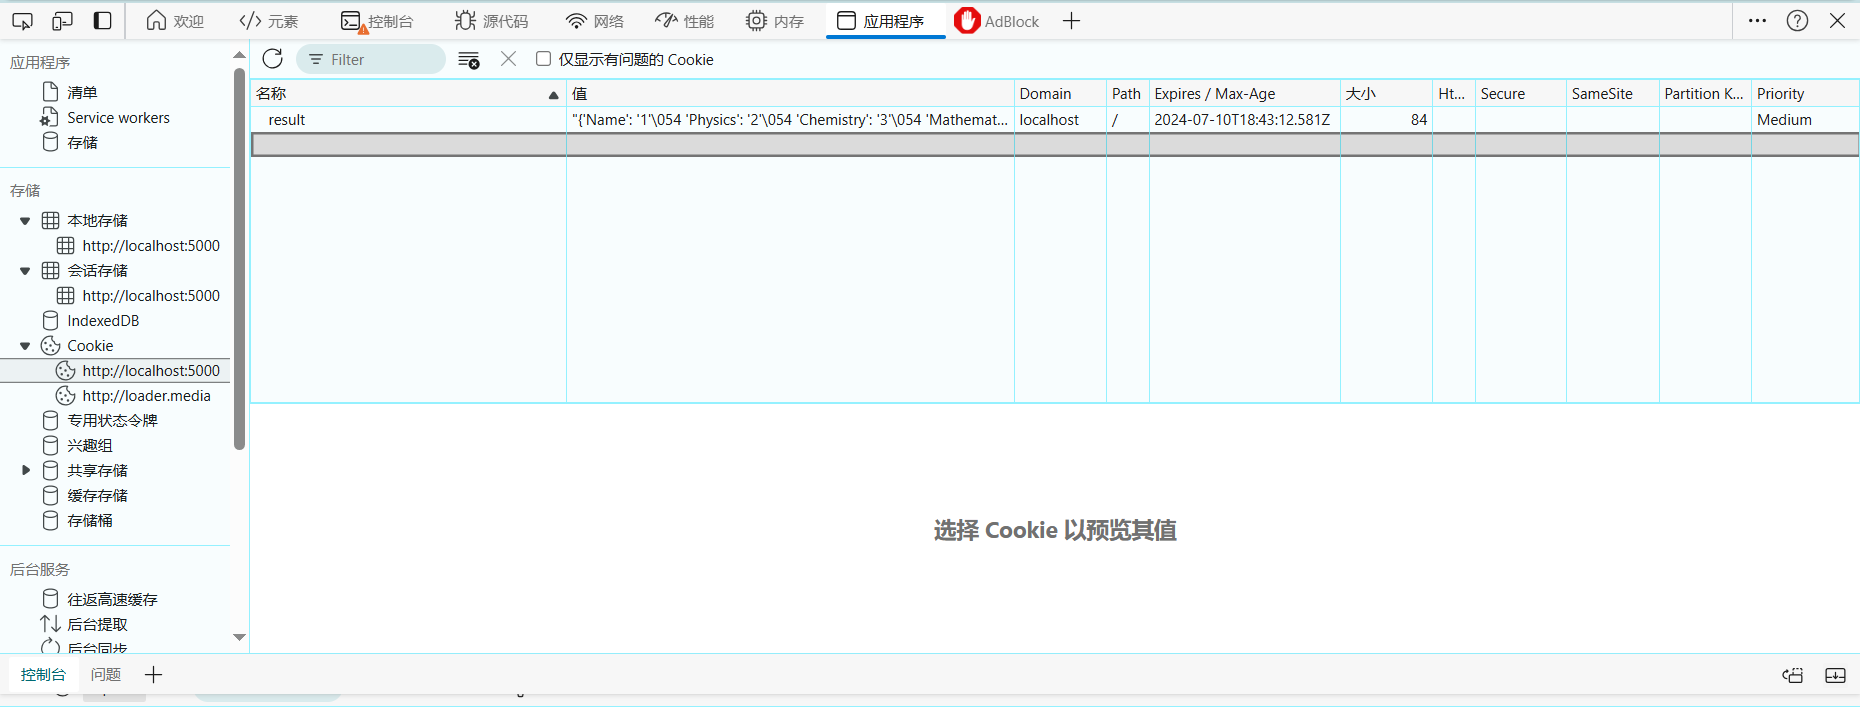 欢迎 元素 控制台 源代码 网络 性能 内存 应用程序 AdBlock
Filter 仅显示有问题的 Cookie
应用程序
清单
Service workers
存储
存储
本地存储
http://localhost:5000
会话存储
http://localhost:5000
IndexedDB
Cookie
http://localhost:5000
http://loader.media
专用状态令牌
兴趣组
共享存储
缓存存储
存储桶
后台服务
往返高速缓存
后台提取
后台同步
名称 值 Domain Path Expires / Max-Age 大小 Ht... Secure SameSite Partition K... Priority
result "{'Name': '1'\054 'Physics': '2'\054 'Chemistry': '3'\054 'Mathemat... localhost / 2024-07-10T18:43:12.581Z 84 Medium
选择 Cookie 以预览其值
控制台 问题